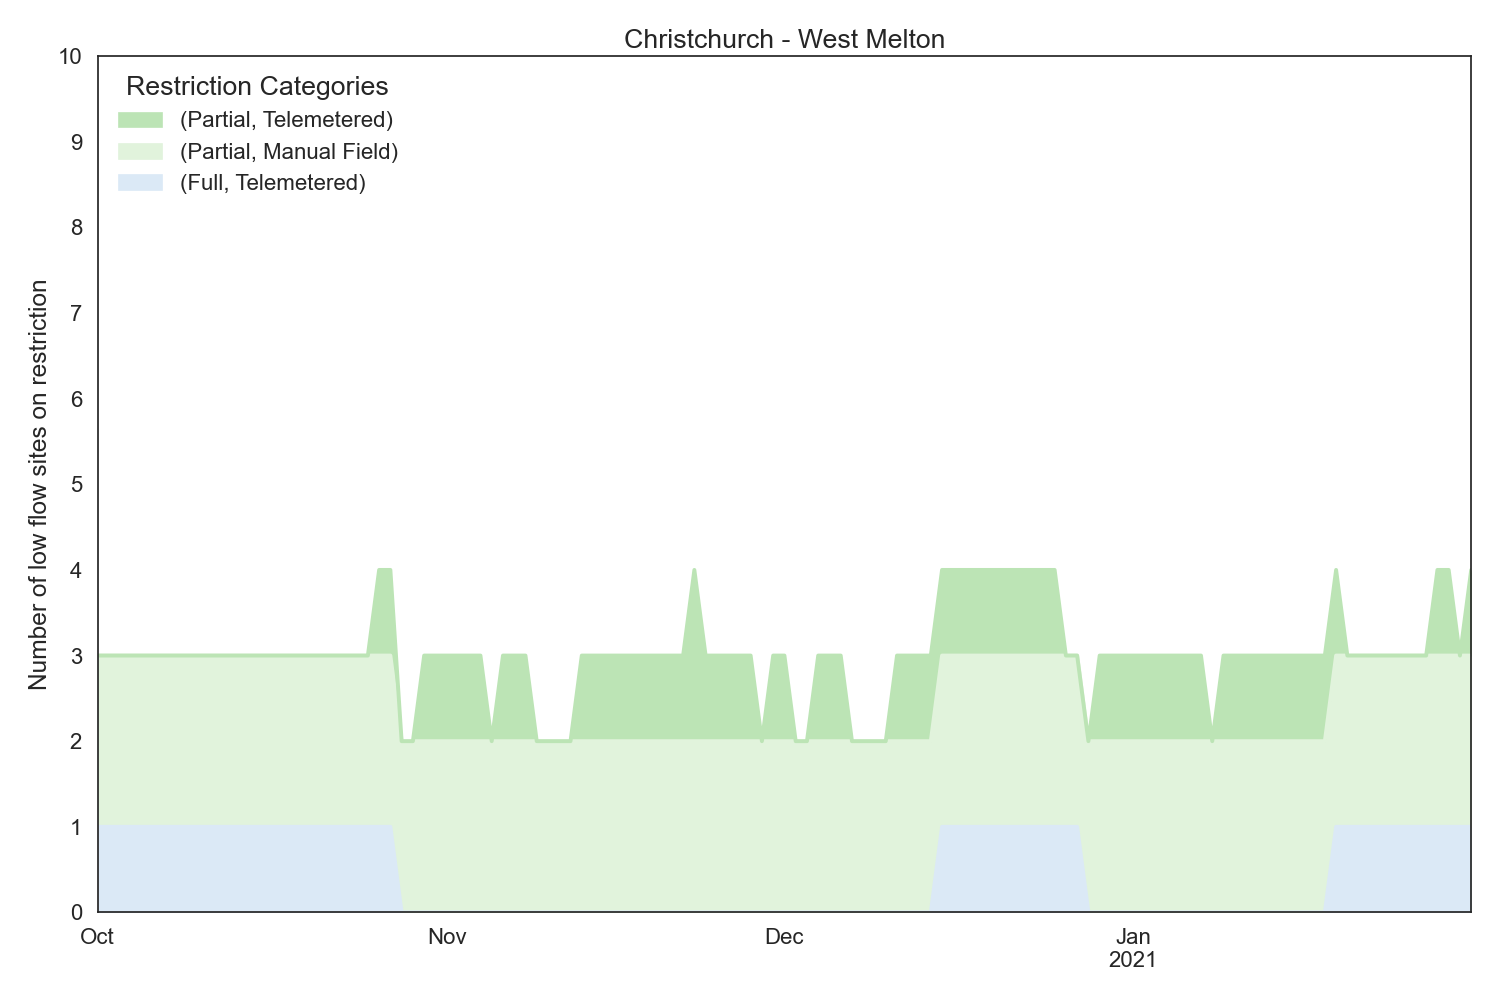 Christchurch - West Melton
Restriction Categories
(Partial, Telemetered)
(Partial, Manual Field)
(Full, Telemetered)
Number of low flow sites on restriction
10
9
8
7
6
5
4
3
2
1
0
Oct
Nov
Dec
Jan
2021